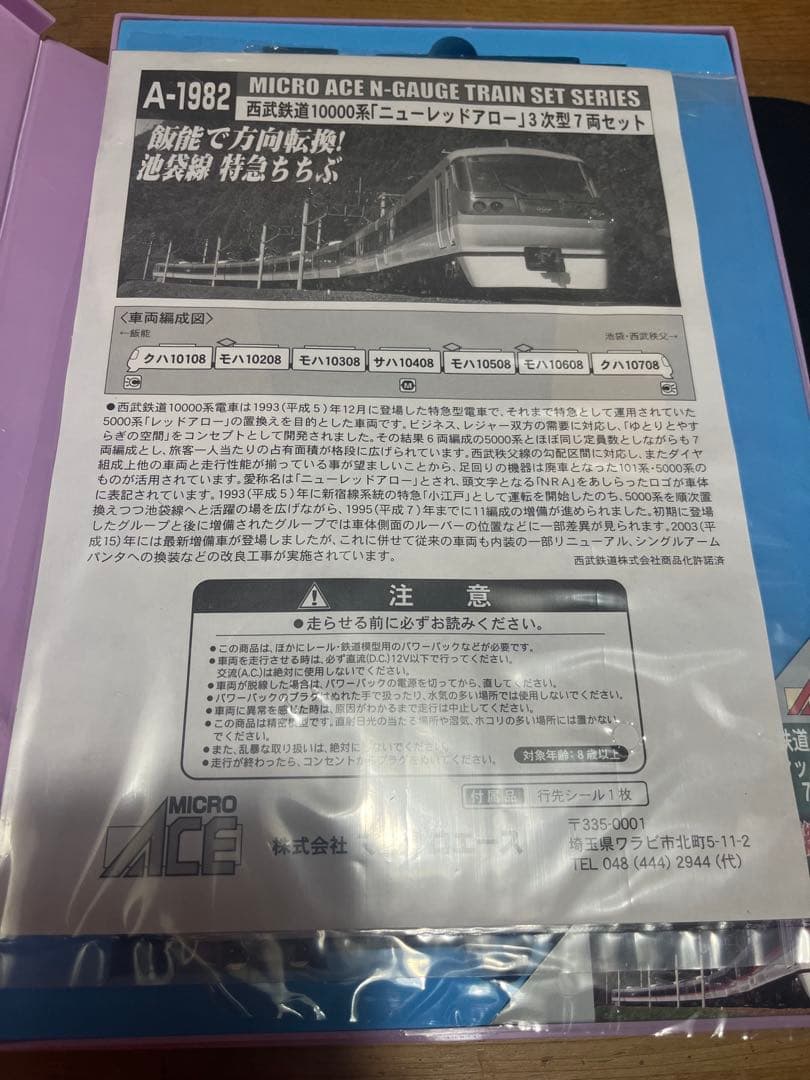 A-1982
MICRO ACE N-GAUGE TRAIN SET SERIES
西武鉄道10000系「ニューレッドアロー」3次型7両セット
飯能で方向転換!
池袋線 特急ちちぶ
〈車両編成図〉
←飯能
池袋・西武秩父→
クハ10108 モハ10208 モハ10308 サハ10408 モハ10508 モハ10608 クハ10708
M
●西武鉄道10000系電車は1993(平成5)年12月に登場した特急型電車で、それまで特急として運用されていた
5000系「レッドアロー」の置換えを目的とした車両です。ビジネス、レジャー双方の需要に対応し、「ゆとりとやす
らぎの空間」をコンセプトとして開発されました。その結果6両編成の5000系とほぼ同じ定員数としながらも7
両編成とし、旅客一人当たりの占有面積が格段に広げられています。西武秩父線の勾配区間に対応し、またダイヤ
組成上他の車両と走行性能が揃っている事が望ましいことから、足回りの機器は廃車となった101系・5000系の
ものが活用されています。愛称名は「ニューレッドアロー」とされ、頭文字となる「NRA」をあしらったロゴが車体
に表記されています。1993(平成5)年に新宿線系統の特急「小江戸」として運転を開始したのち、5000系を順次置
換えつつ池袋線へと活躍の場を広げながら、1995(平成7)年までに11編成の増備が進められました。初期に登場
したグループと後に増備されたグループでは車体側面のルーバーの位置などに一部差異が見られます。2003(平
成15)年には最新増備車が登場しましたが、これに併せて従来の車両も内装の一部リニューアル、シングルアーム
パンタへの換装などの改良工事が実施されています。
西武鉄道株式会社商品化許諾済
注 意
●走らせる前に必ずお読みください。
●この商品は、ほかにレール・鉄道模型用のパワーパックなどが必要です。
●車両を走行させる時は、必ず直流(D.C.)12V以下で行ってください。
交流(A.C.)は絶対に使用しないでください。
●車両が脱線した場合は、パワーパックの電源を切ってから、直してください。
●パワーパックのプラグはぬれた手で扱ったり、水気の多い場所では使用しないでください。
●車両に異常を感じた時は、原因がわかるまで走行は中止してください。
●この商品は精密模型です。直射日光の当たる場所や湿気、ホコリの多い場所には置かない
でください。
●また、乱暴な取り扱いは、絶対にしないでください。
●走行が終わったら、コンセントからプラグをぬいてください。
対象年齢:8歳以上
付属品 行先シール1枚
MICRO
ACE
株式会社 エース
〒335-0001
埼玉県ワラビ市北町5-11-2
TEL 048 (444) 2944 (代)